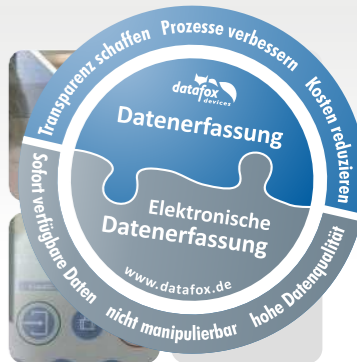 Transparenz schaffen
Prozesse verbessern
Kosten reduzieren
datafox
devices
Datenerfassung
Elektronische
Datenerfassung
www.datafox.de
Sofort verfügbare Daten
nicht manipulierbar
hohe Datenqualität